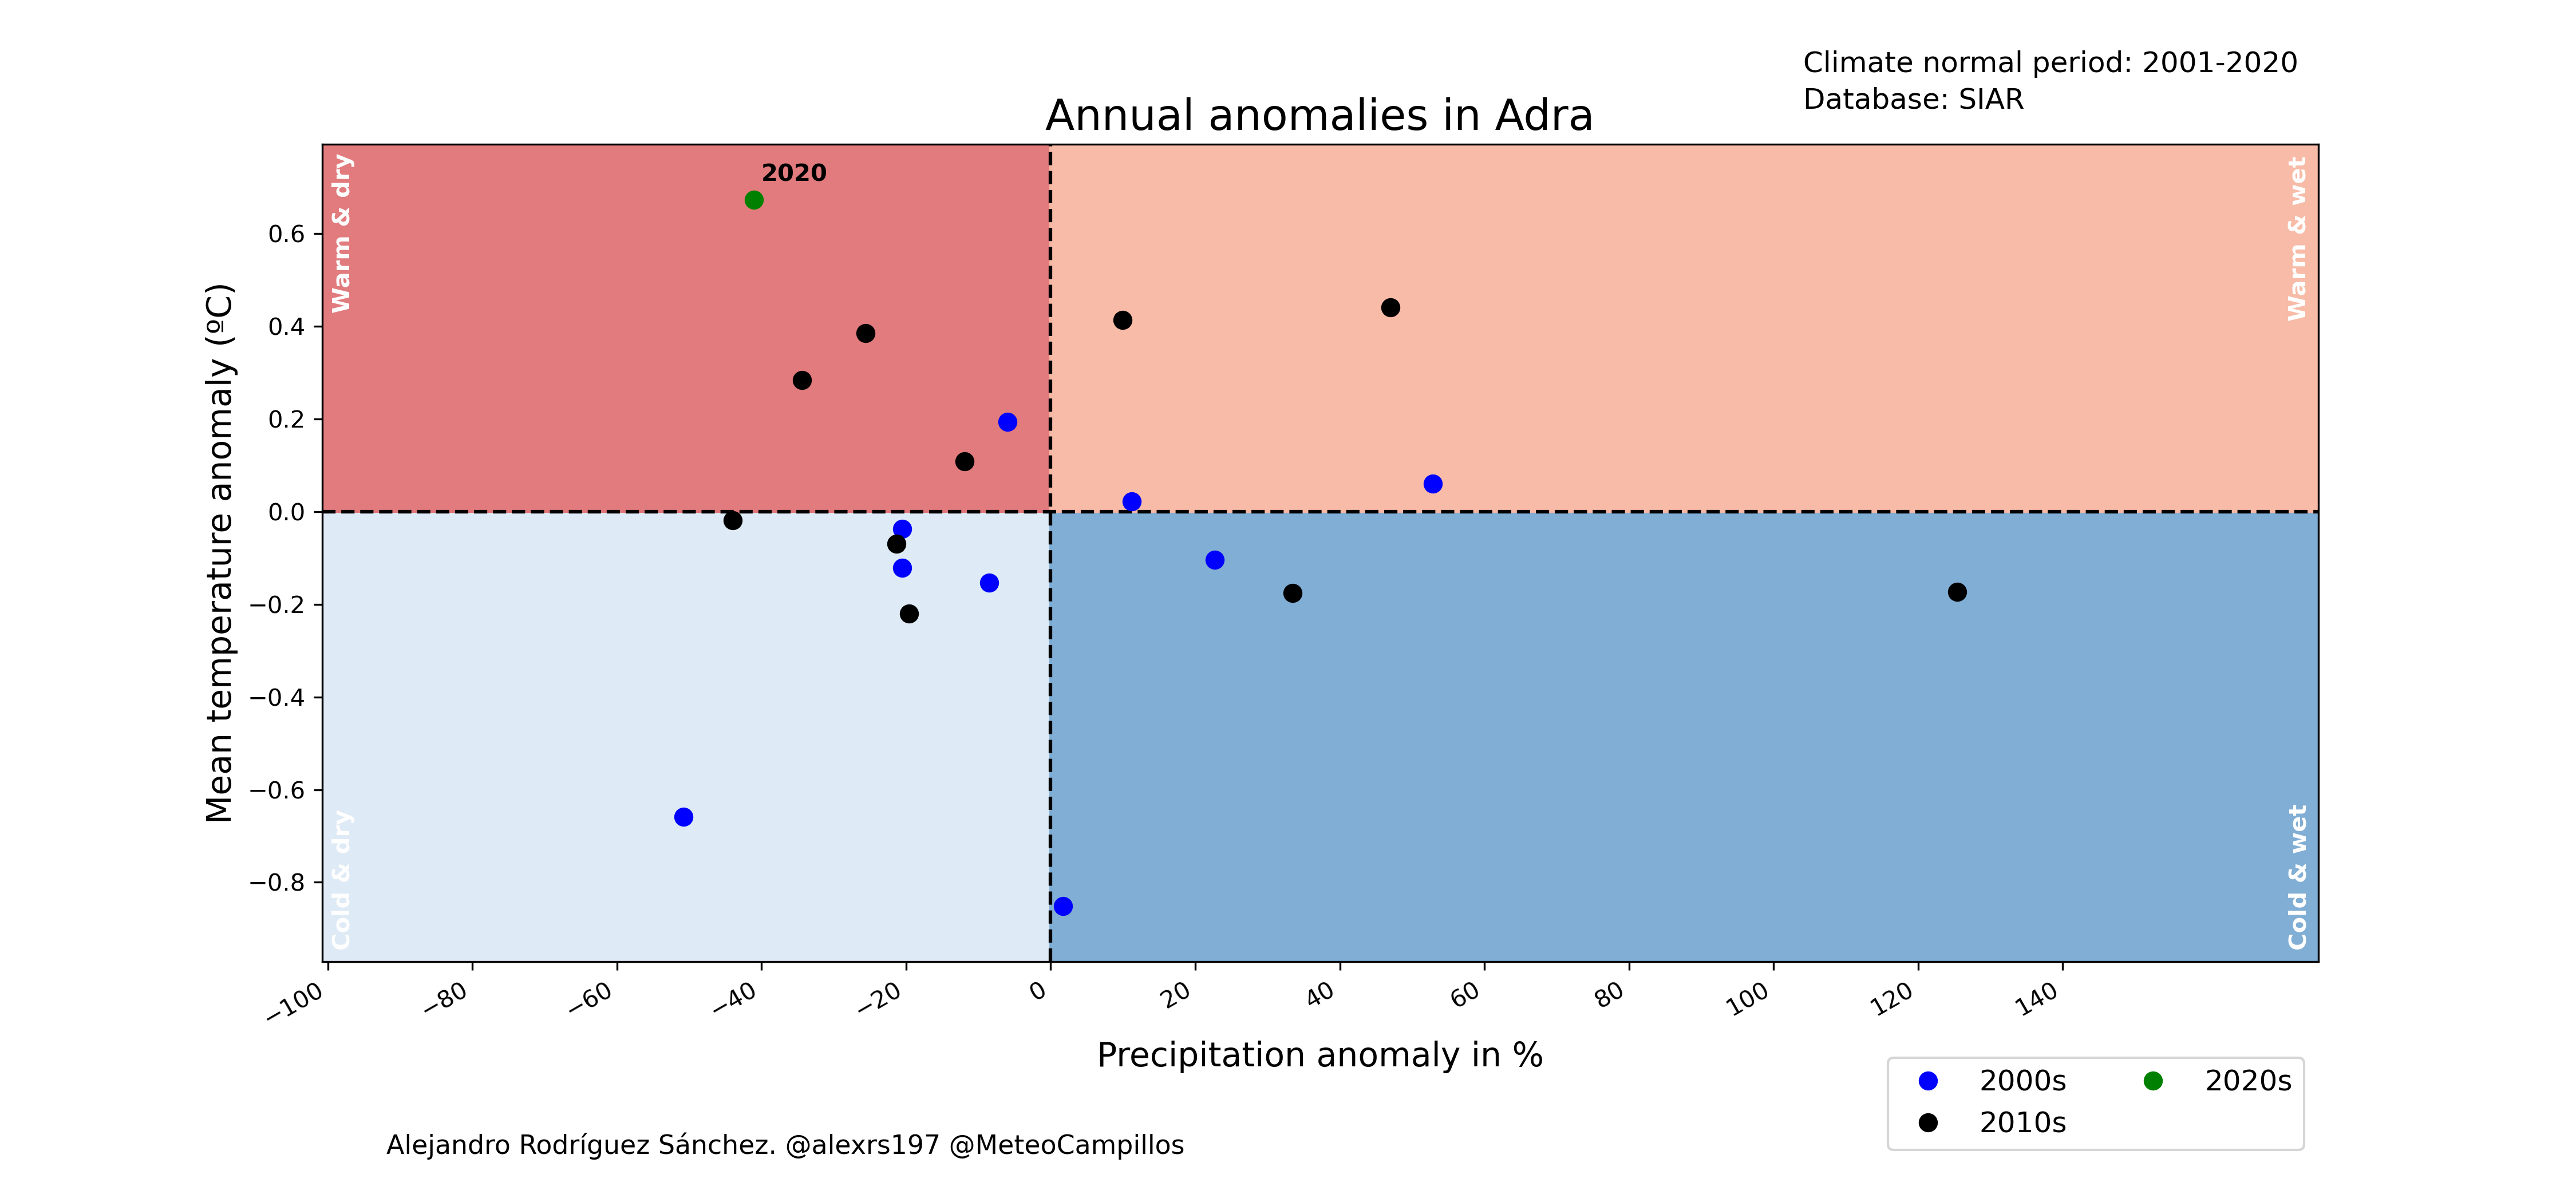 Climate normal period: 2001-2020
Database: SIAR
Annual anomalies in Adra
2020
Warm & dry
Warm & wet
Mean temperature anomaly (ºC)
0.6
0.4
0.2
0.0
−0.2
−0.4
−0.6
−0.8
Cold & dry
Cold & wet
−100
−80
−60
−40
−20
0
20
40
60
80
100
120
140
Precipitation anomaly in %
2000s
2010s
2020s
Alejandro Rodríguez Sánchez. @alexrs197 @MeteoCampillos